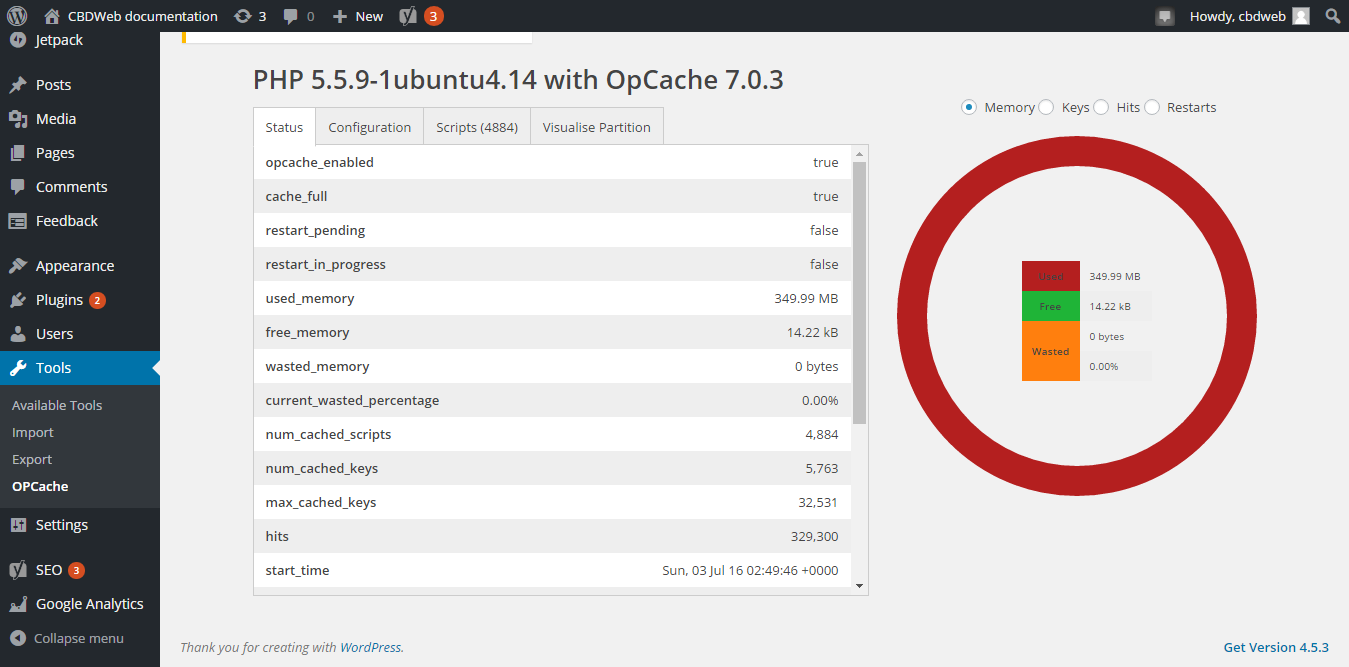 CBDWeb documentation 3 0 New 3 Howdy, cbdweb
Jetpack
Posts
Media
Pages
Comments
Feedback
Appearance
Plugins 2
Users
Tools
Available Tools
Import
Export
OPCache
Settings
SEO 3
Google Analytics
Collapse menu
PHP 5.5.9-1ubuntu4.14 with OpCache 7.0.3
Status Configuration Scripts (4884) Visualise Partition
opcache_enabled true
cache_full true
restart_pending false
restart_in_progress false
used_memory 349.99 MB
free_memory 14.22 kB
wasted_memory 0 bytes
current_wasted_percentage 0.00%
num_cached_scripts 4,884
num_cached_keys 5,763
max_cached_keys 32,531
hits 329,300
start_time Sun, 03 Jul 16 02:49:46 +0000
Memory Keys Hits Restarts
Used 349.99 MB
Free 14.22 kB
Wasted 0 bytes
0.00%
Thank you for creating with WordPress.
Get Version 4.5.3